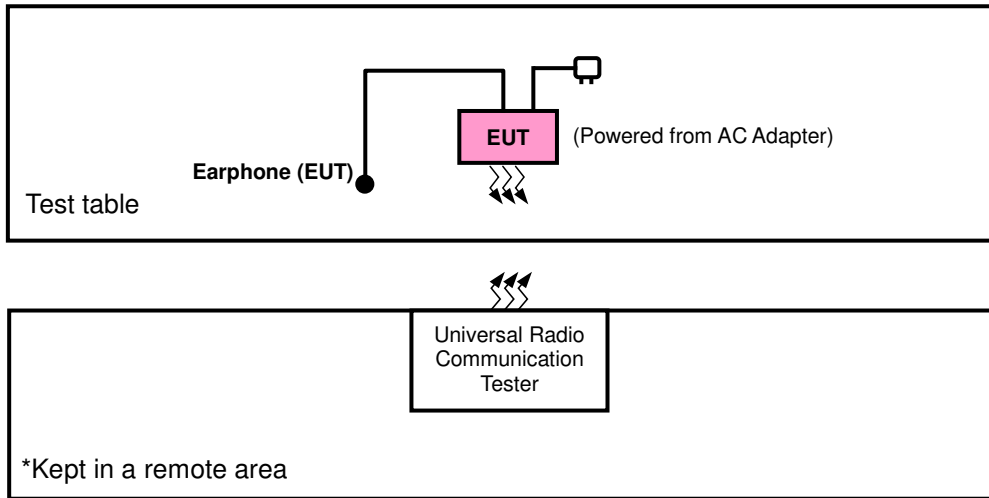 EUT
(Powered from AC Adapter)
Earphone (EUT)
Test table
Universal Radio
Communication
Tester
*Kept in a remote area